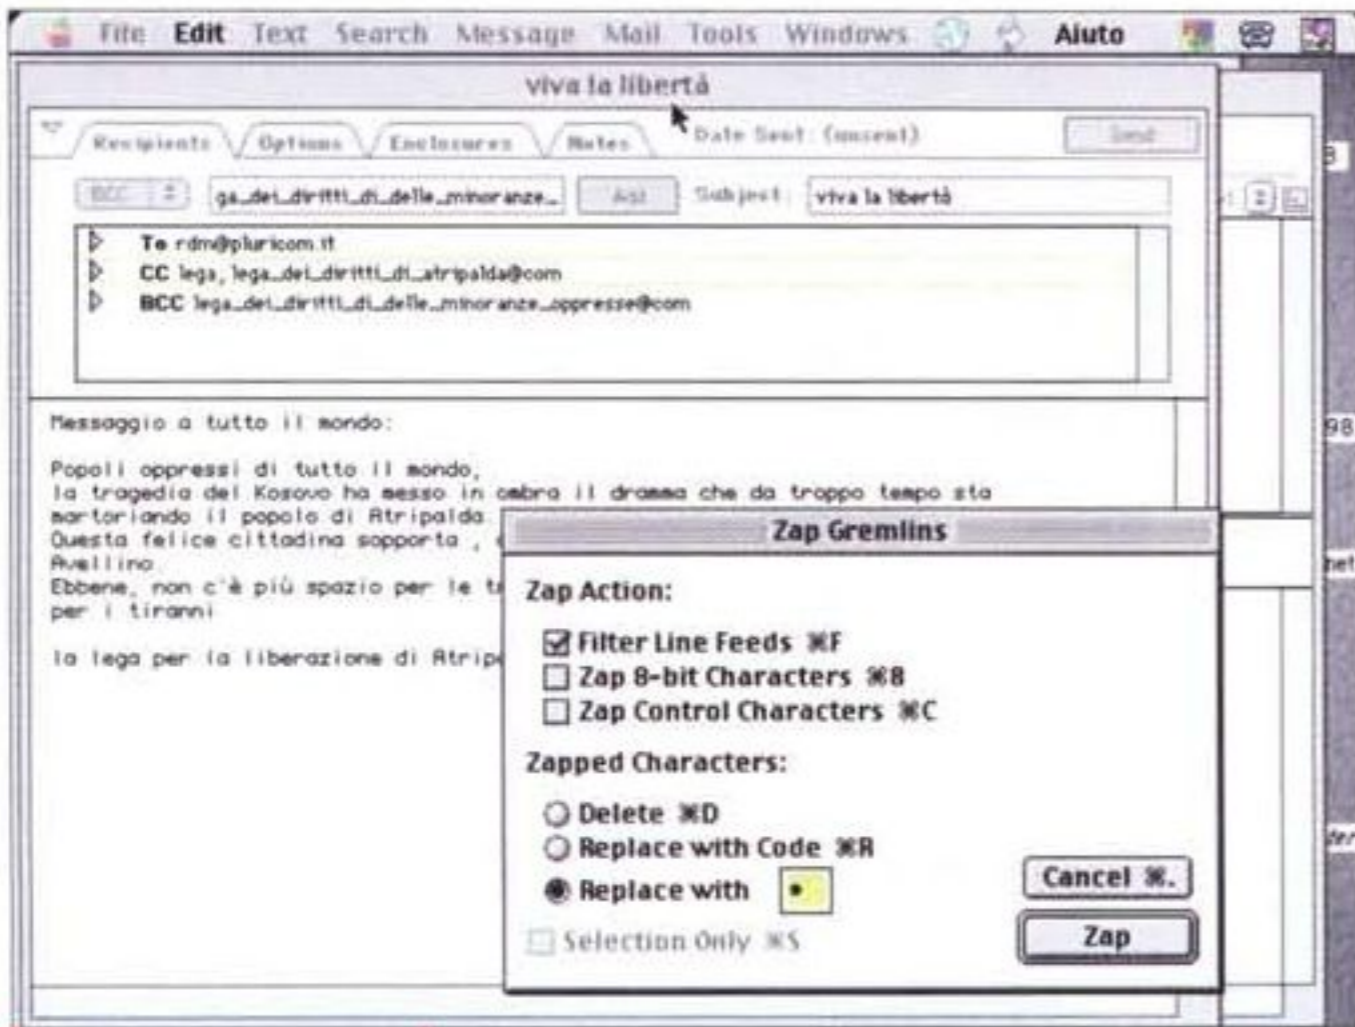 File Edit Text Search Message Mail Tools Windows Aiuto
viva la libertà
Recipients Options Enclosures Notes Date Sent: (unsent) Send
BCC ga_dei_diritti_di_delle_minoranze_ Add Subject: viva la libertà
To rdm@pluricom.it
CC lega, lega_dei_diritti_di_atripalda@com
BCC lega_dei_diritti_di_delle_minoranze_oppresse@com
Messaggio a tutto il mondo:
Popoli oppressi di tutto il mondo,
la tragedia del Kosovo ha messo in ombra il dramma che da troppo tempo sta
martoriando il popolo di Atripalda.
Questa felice cittadina sopporta ,
Avellino.
Ebbene, non c'è più spazio per le
per i tiranni
la lega per la liberazione di Atripa
Zap Gremlins
Zap Action:
Filter Line Feeds ⌘F
Zap 8-bit Characters ⌘8
Zap Control Characters ⌘C
Zapped Characters:
Delete ⌘D
Replace with Code ⌘R
Replace with •
Selection Only ⌘S
Cancel ⌘.
Zap
98
net